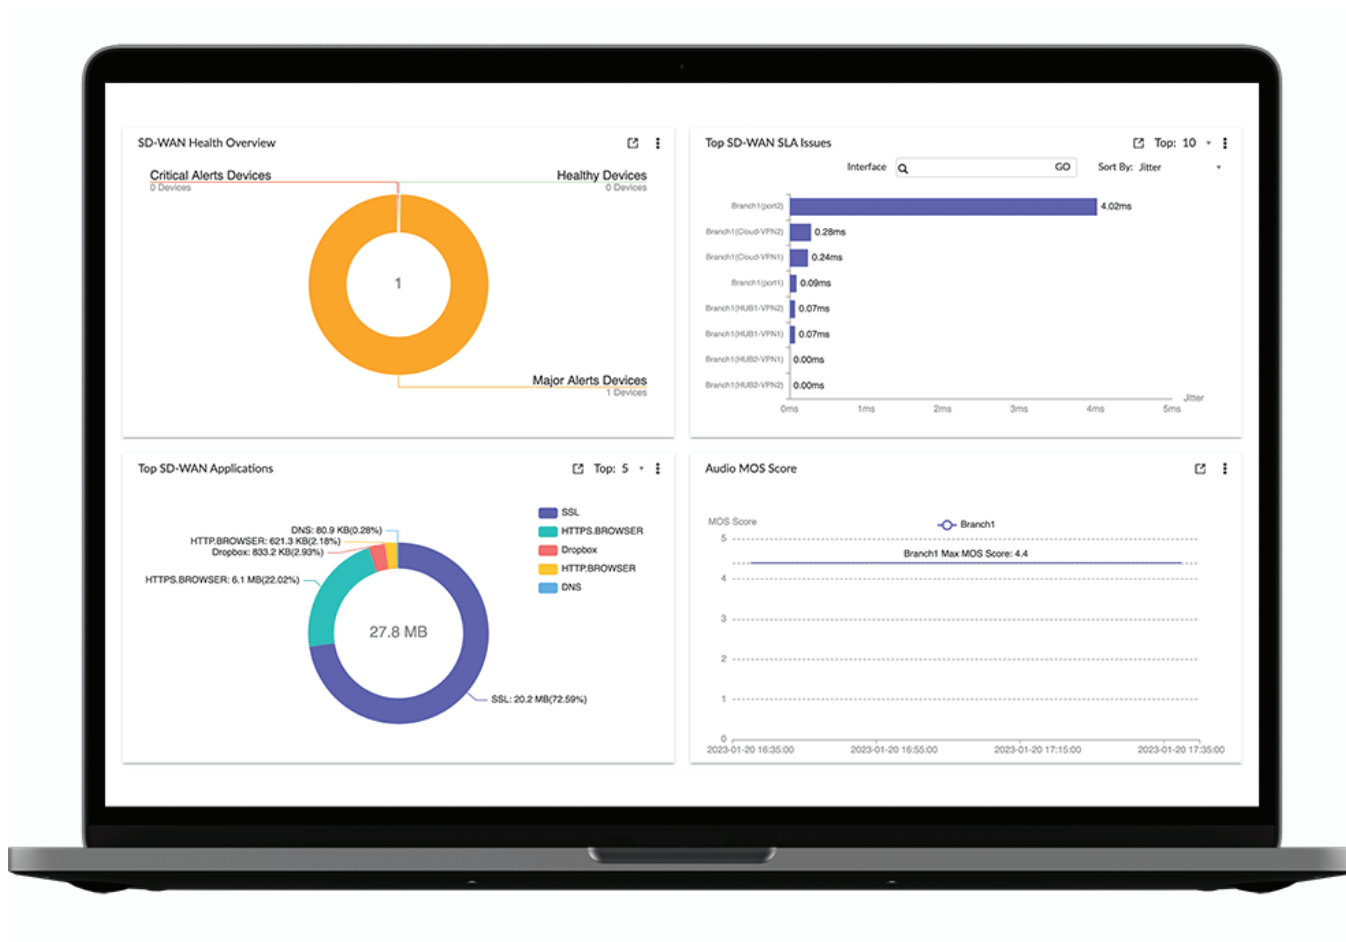 SD-WAN Health Overview
Critical Alerts Devices
0 Devices
Healthy Devices
0 Devices
1
Major Alerts Devices
1 Devices
Top SD-WAN SLA Issues
Top: 10
Interface
GO
Sort By: Jitter
Branch1(port2)
4.02ms
Branch1(Cloud-VPN2)
0.28ms
Branch1(Cloud-VPN1)
0.24ms
Branch1(port1)
0.09ms
Branch1(HUB1-VPN2)
0.07ms
Branch1(HUB1-VPN1)
0.07ms
Branch1(HUB2-VPN1)
0.00ms
Branch1(HUB2-VPN2)
0.00ms
Jitter
0ms 1ms 2ms 3ms 4ms 5ms
Top SD-WAN Applications
Top: 5
DNS: 80.9 KB(0.28%)
HTTP.BROWSER: 621.3 KB(2.18%)
Dropbox: 833.2 KB(2.93%)
HTTPS.BROWSER: 6.1 MB(22.02%)
27.8 MB
SSL: 20.2 MB(72.59%)
SSL
HTTPS.BROWSER
Dropbox
HTTP.BROWSER
DNS
Audio MOS Score
MOS Score
Branch1
5
Branch1 Max MOS Score: 4.4
4
3
2
1
0
2023-01-20 16:35:00 2023-01-20 16:55:00 2023-01-20 17:15:00 2023-01-20 17:35:00